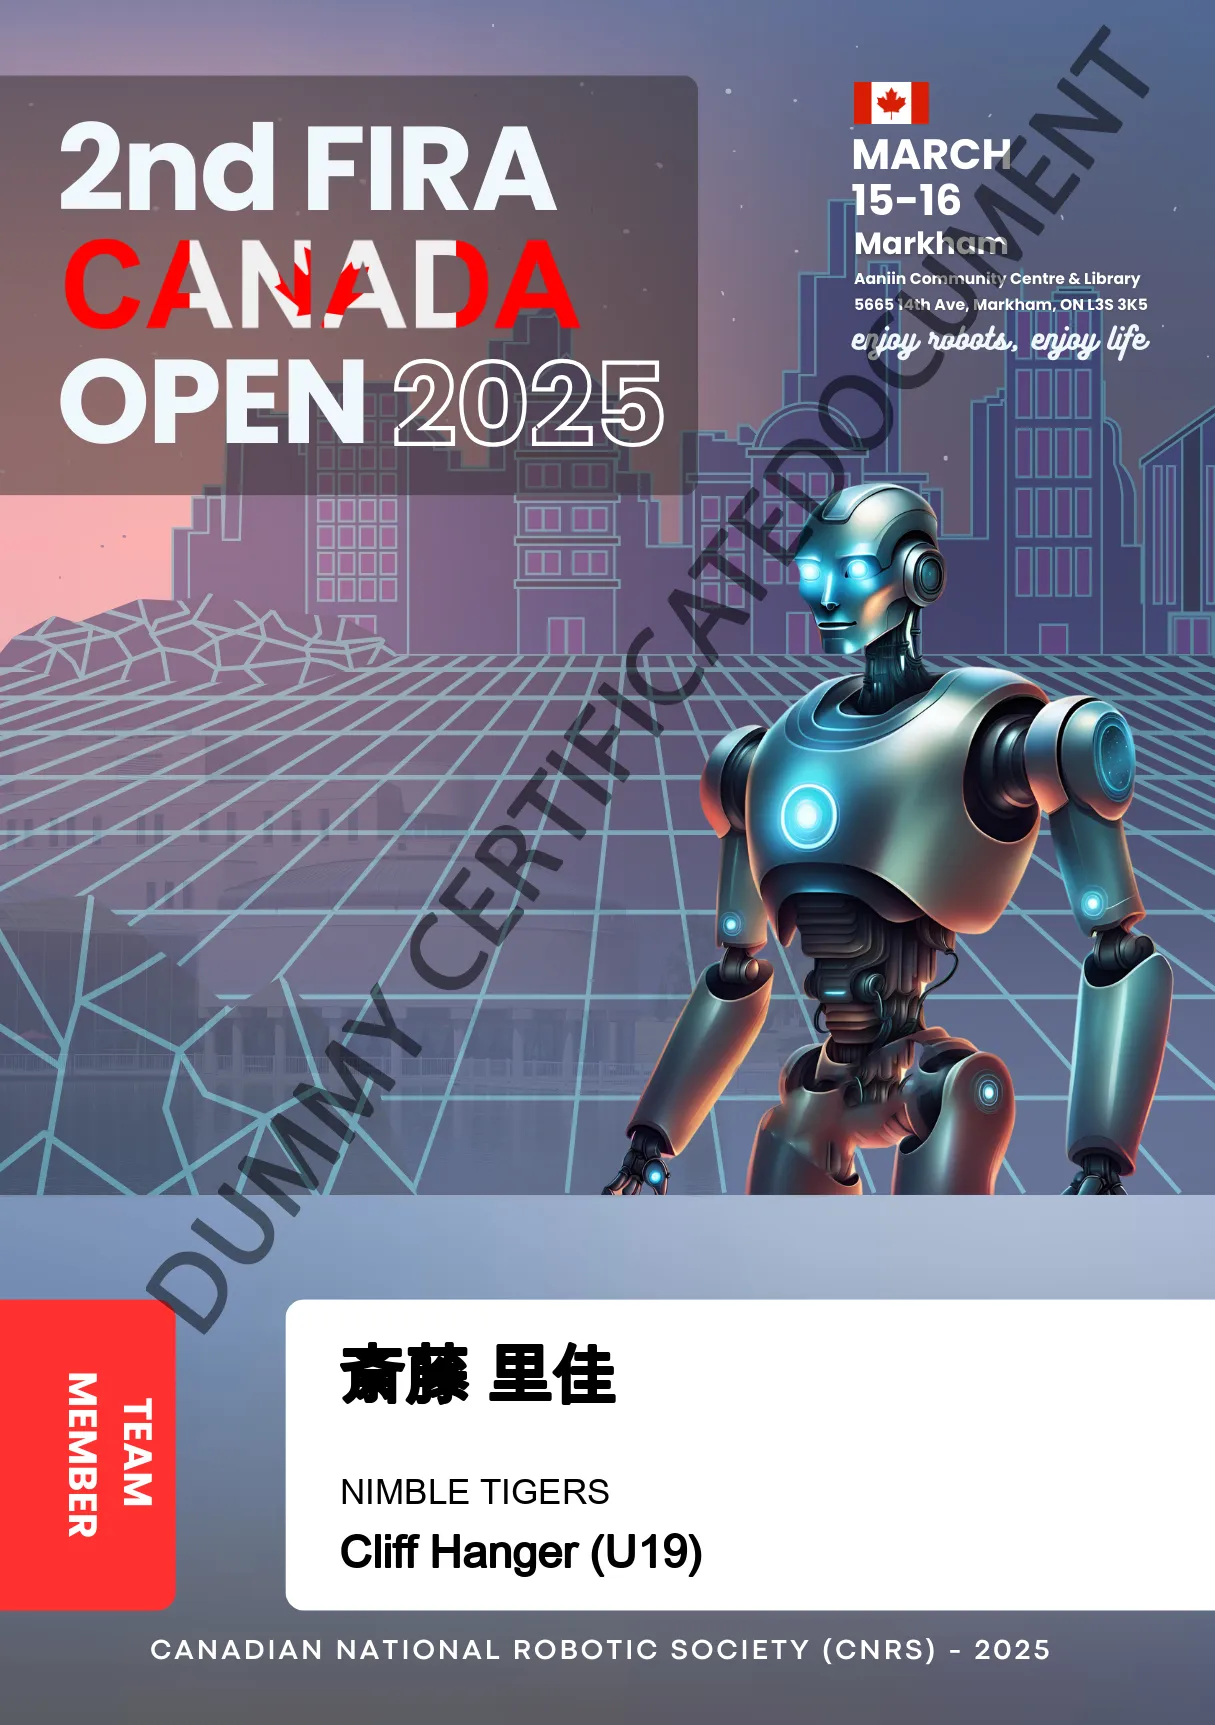 2nd FIRA
CANADA
OPEN 2025
MARCH
15-16
Markham
Aaniin Community Centre & Library
5665 14th Ave, Markham, ON L3S 3K5
enjoy robots, enjoy life
DUMMY CERTIFICATEDOCUMENT
TEAM
MEMBER
斎藤 里佳
NIMBLE TIGERS
Cliff Hanger (U19)
CANADIAN NATIONAL ROBOTIC SOCIETY (CNRS) - 2025